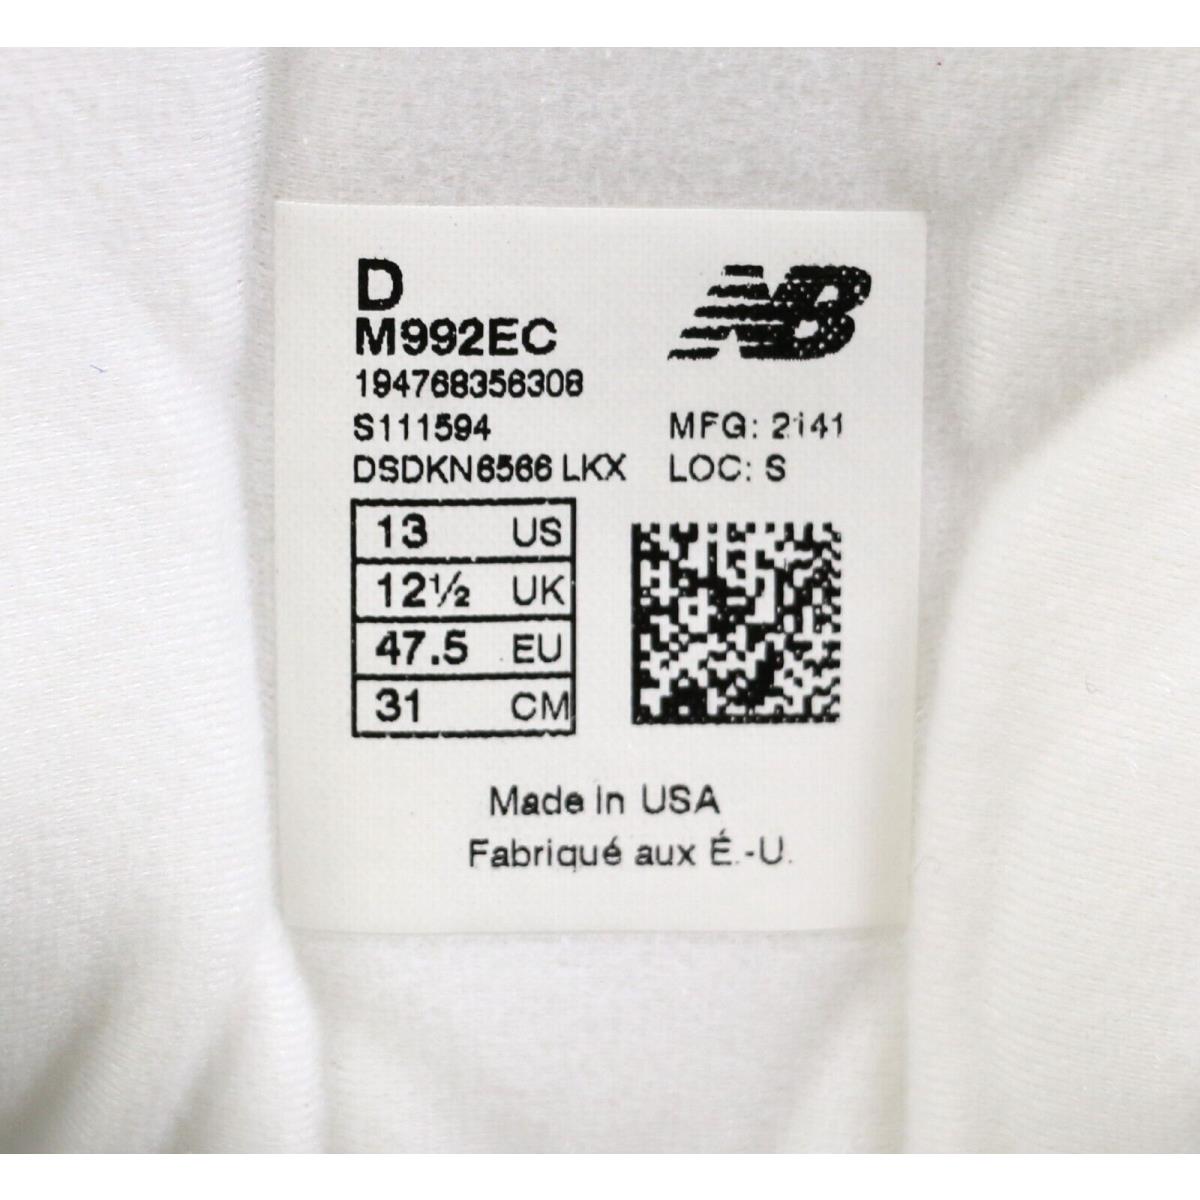 D
NB
M992EC
194768356308
S111594 MFG: 2141
DSDKN6566 LKX LOC: S
13 US
12½ UK
47.5 EU
31 CM
Made in USA
Fabriqué aux É.-U.